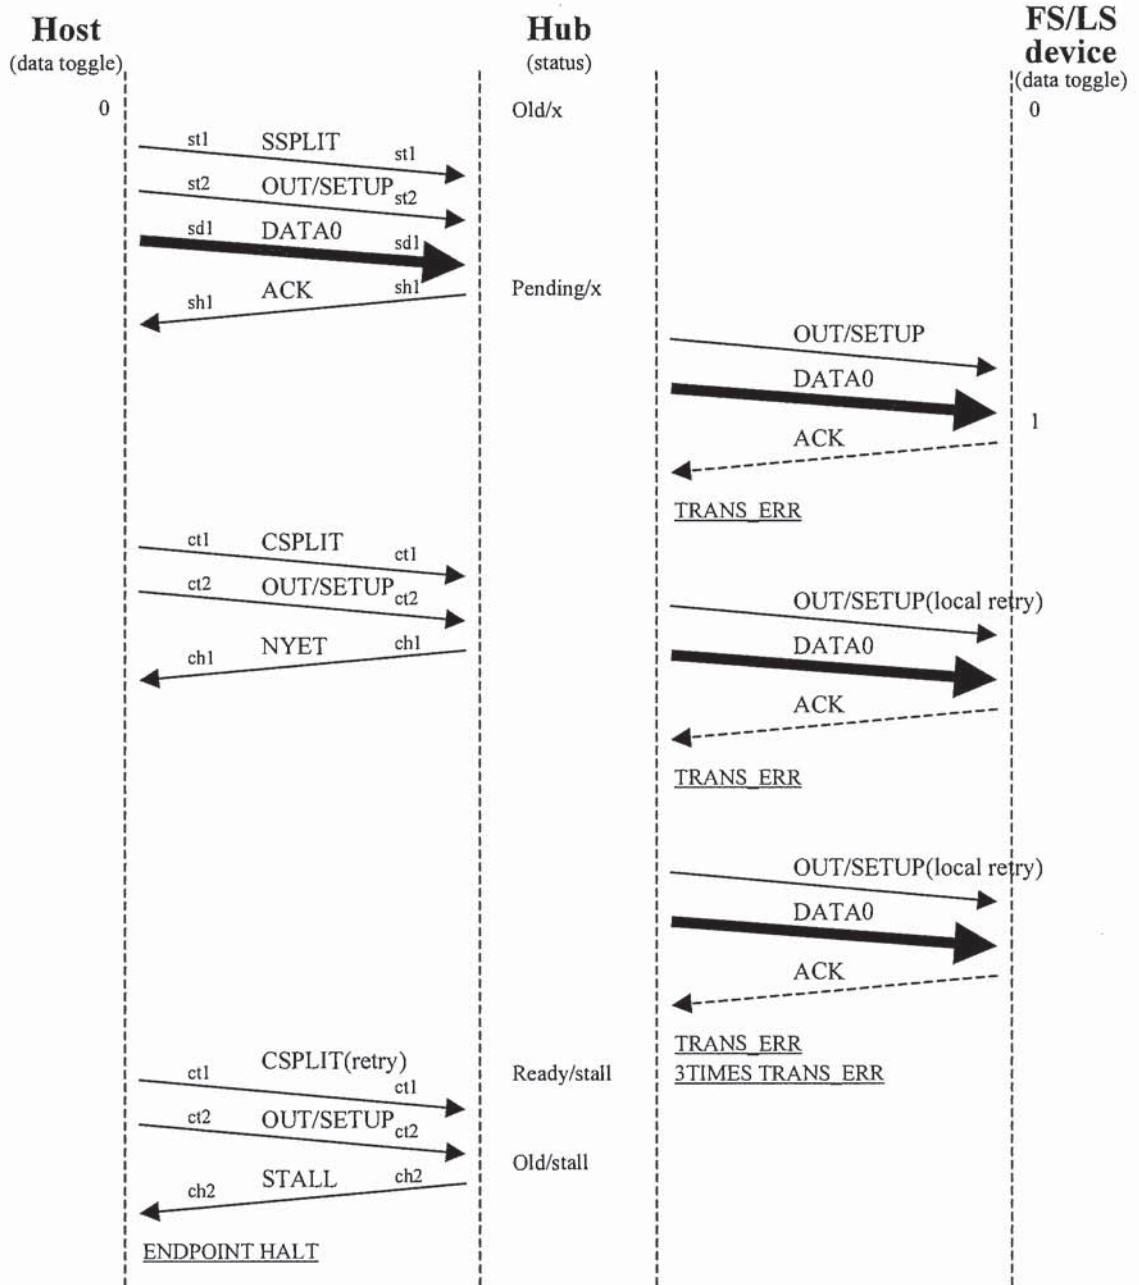 Host
(data toggle)
Hub
(status)
FS/LS
device
(data toggle)
0
Old/x
0
st1 SSPLIT st1
st2 OUT/SETUP st2
sd1 DATA0 sd1
sh1 ACK sh1
Pending/x
OUT/SETUP
DATA0
1
ACK
TRANS_ERR
ct1 CSPLIT ct1
ct2 OUT/SETUP ct2
OUT/SETUP(local retry)
ch1 NYET ch1
DATA0
ACK
TRANS_ERR
OUT/SETUP(local retry)
DATA0
ACK
TRANS_ERR
ct1 CSPLIT(retry) ct1
Ready/stall
3TIMES TRANS_ERR
ct2 OUT/SETUP ct2
Old/stall
ch2 STALL ch2
ENDPOINT HALT